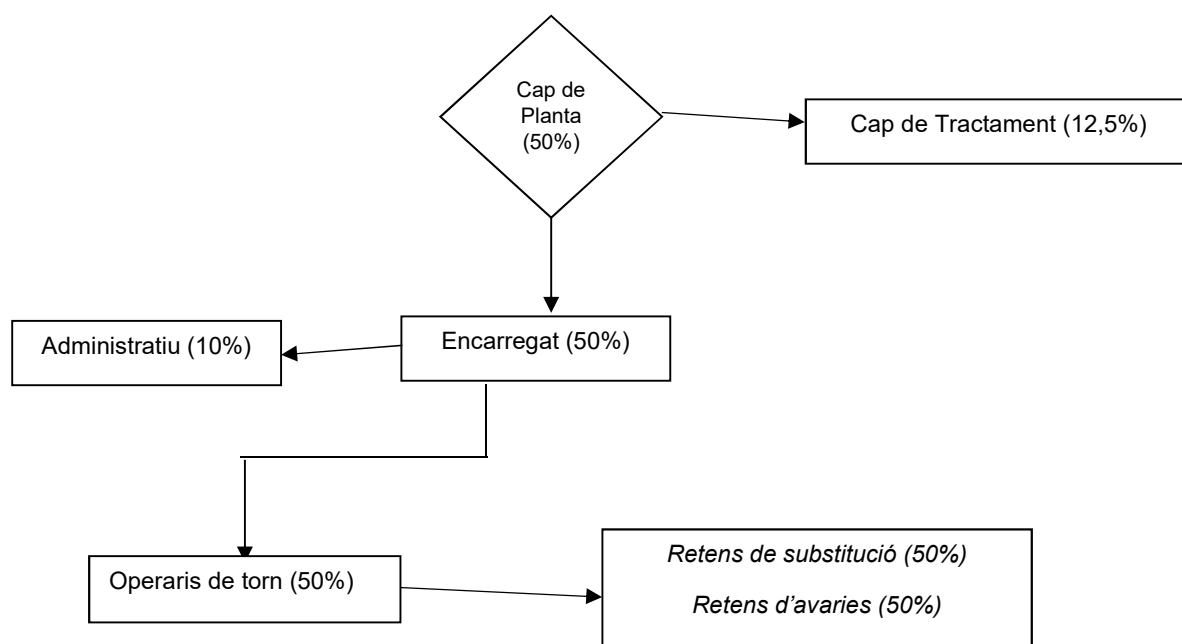 Cap de
Planta
(50%)
Cap de Tractament (12,5%)
Administratiu (10%)
Encarregat (50%)
Operaris de torn (50%)
Retens de substitució (50%)
Retens d’avaries (50%)